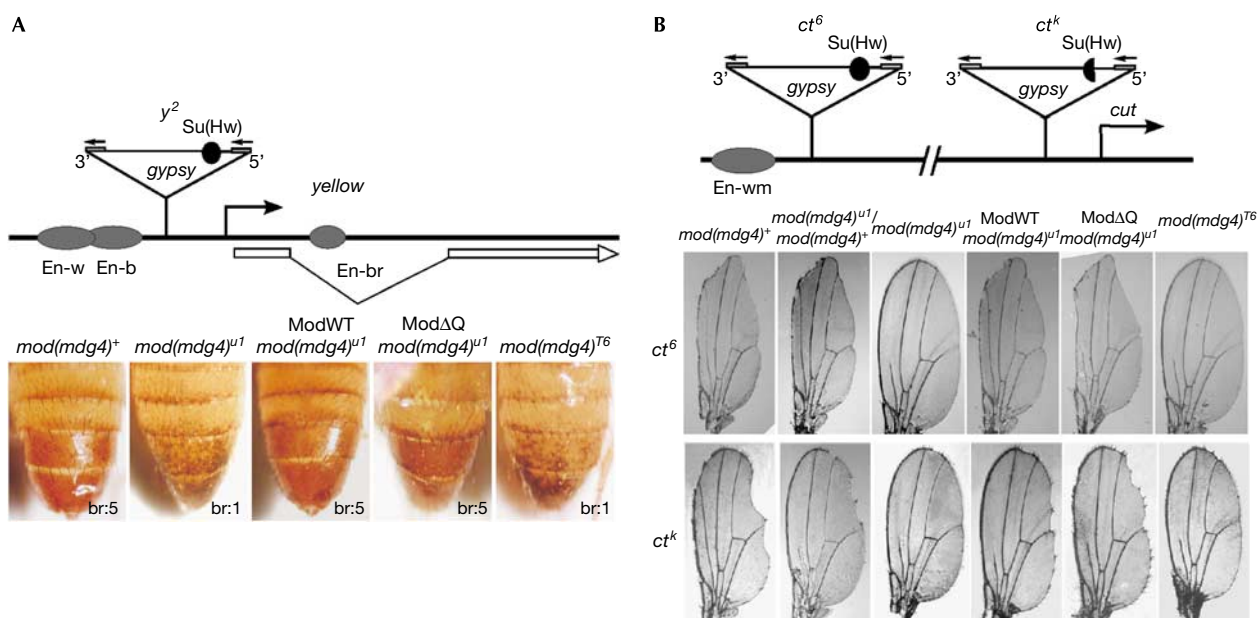 A
y²
Su(Hw)
3’ 5’
gypsy
yellow
En-w En-b En-br
ModWT ModΔQ
mod(mdg4)⁺ mod(mdg4)ᵘ¹ mod(mdg4)ᵘ¹ mod(mdg4)ᵘ¹ mod(mdg4)ᵀ⁶
br:5 br:1 br:5 br:5 br:1
B
ct⁶ ctᵏ
Su(Hw) Su(Hw)
3’ 5’ 3’ 5’
gypsy gypsy
cut
En-wm
mod(mdg4)ᵘ¹/ ModWT ModΔQ
mod(mdg4)⁺ mod(mdg4)⁺ mod(mdg4)ᵘ¹ mod(mdg4)ᵘ¹ mod(mdg4)ᵘ¹ mod(mdg4)ᵀ⁶
ct⁶
ctᵏ